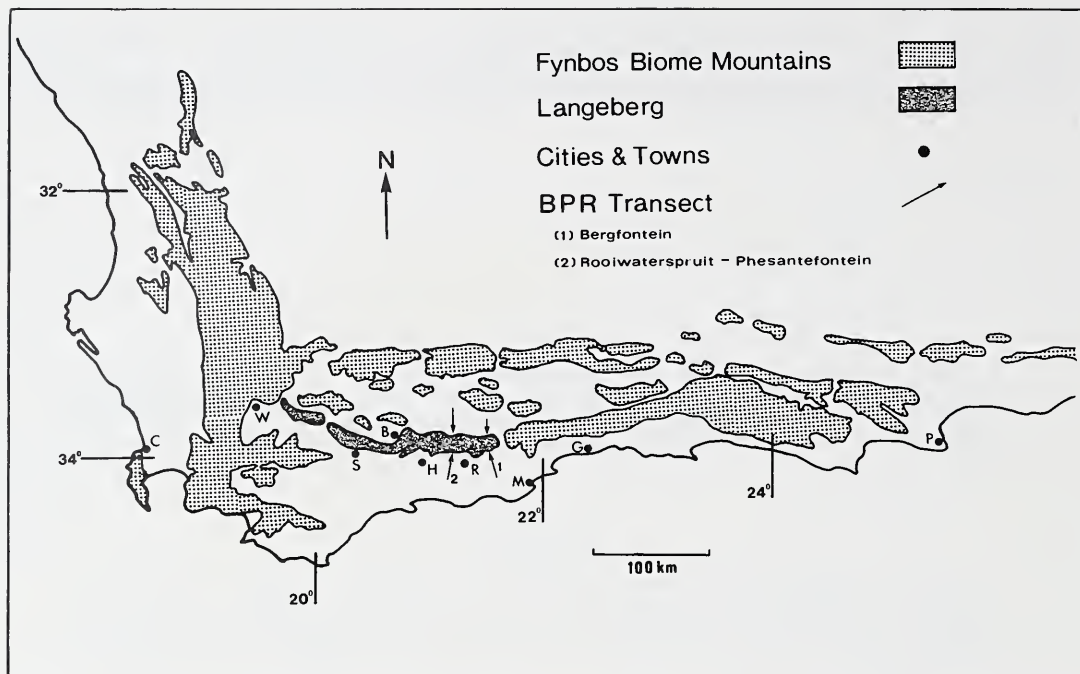 Fynbos Biome Mountains
Langeberg
Cities & Towns
BPR Transect
(1) Bergfontein
(2) Rooiwaterspruit - Phesantefontein
N
32°
W
B
C
34°
S
H
2
R
1
M
G
P
22°
24°
20°
100 km